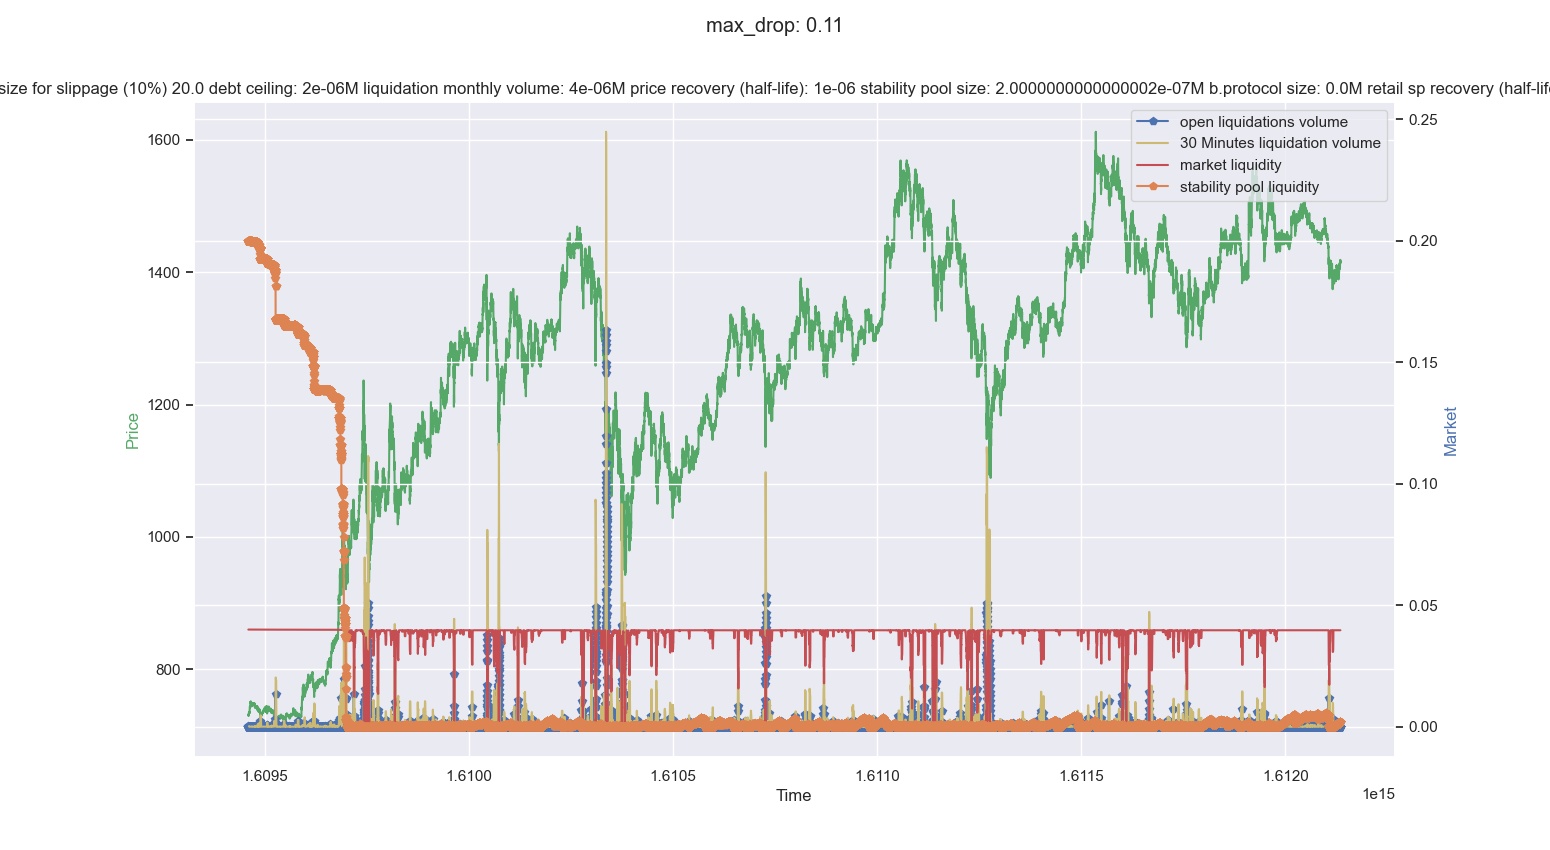 max_drop: 0.11
size for slippage (10%) 20.0 debt ceiling: 2e-06M liquidation monthly volume: 4e-06M price recovery (half-life): 1e-06 stability pool size: 2.0000000000000002e-07M b.protocol size: 0.0M retail sp recovery (half-life
open liquidations volume
30 Minutes liquidation volume
market liquidity
stability pool liquidity
1600
1400
1200
1000
800
Price
0.25
0.20
0.15
0.10
0.05
0.00
Market
1.6095
1.6100
1.6105
1.6110
1.6115
1.6120
Time
1e15